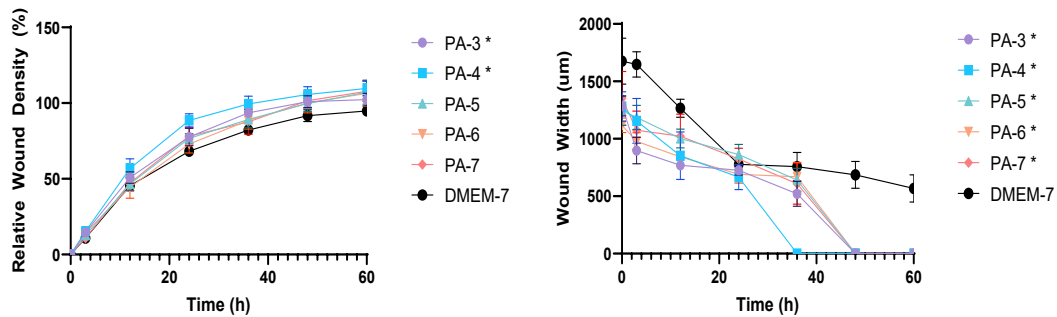 Relative Wound Density (%)
150
100
50
0
0
20
40
60
Time (h)
PA-3 *
PA-4 *
PA-5
PA-6
PA-7
DMEM-7
Wound Width (um)
2000
1500
1000
500
0
0
20
40
60
Time (h)
PA-3 *
PA-4 *
PA-5 *
PA-6 *
PA-7 *
DMEM-7